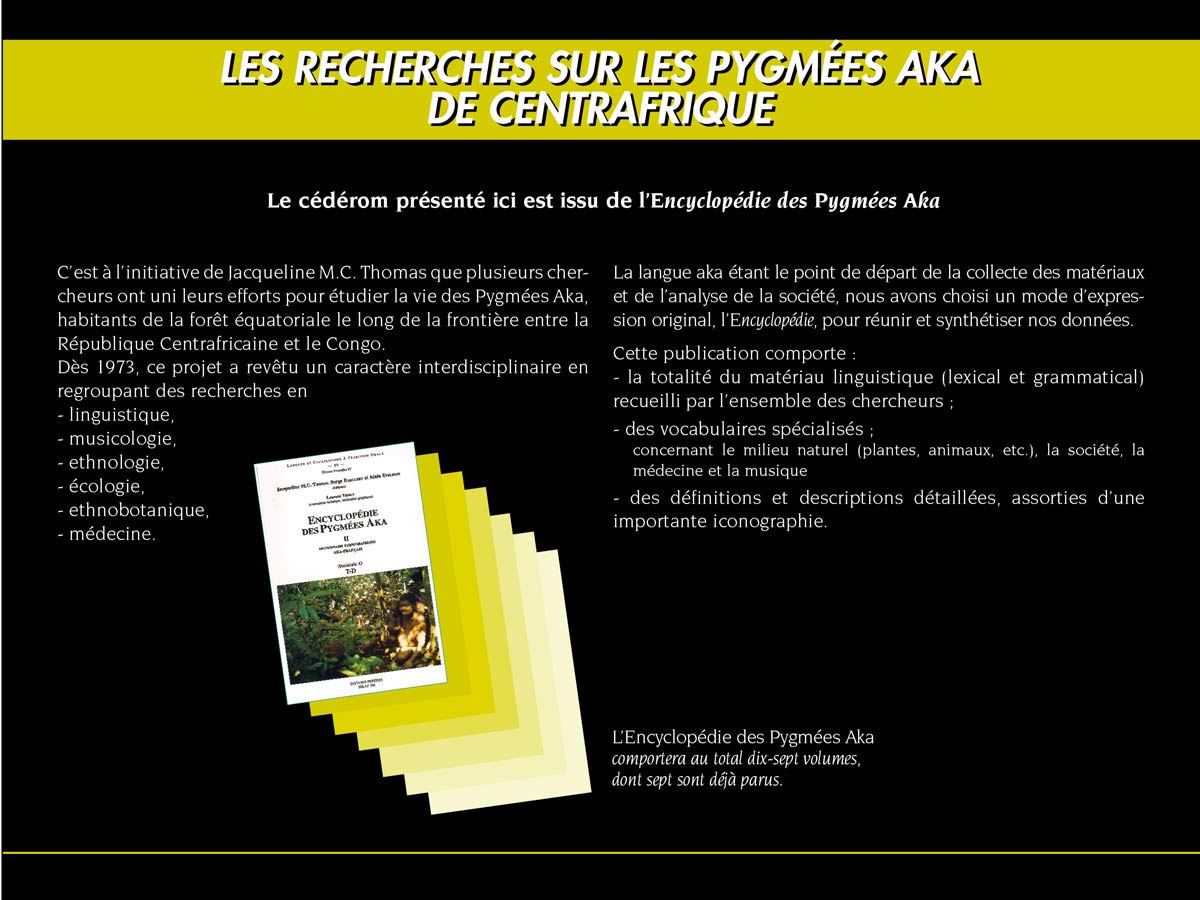 LES RECHERCHES SUR LES PYGMÉES AKA
DE CENTRAFRIQUE
Le cédérom présenté ici est issu de l'Encyclopédie des Pygmées Aka
C'est à l'initiative de Jacqueline M.C. Thomas que plusieurs cher-
cheurs ont uni leurs efforts pour étudier la vie des Pygmées Aka,
habitants de la forêt équatoriale le long de la frontière entre la
République Centrafricaine et le Congo.
Dès 1973, ce projet a revêtu un caractère interdisciplinaire en
regroupant des recherches en
- linguistique,
- musicologie,
- ethnologie,
- écologie,
- ethnobotanique,
- médecine.
LANGUES ET CIVILISATIONS À TRADITION ORALE
Jacqueline M.C. THOMAS, Serge BAHUCHET et Alain EPELBOIN
ENCYCLOPÉDIE
DES PYGMÉES AKA
II
DICTIONNAIRE ETHNOGRAPHIQUE
AKA-FRANÇAIS
T-D
La langue aka étant le point de départ de la collecte des matériaux
et de l'analyse de la société, nous avons choisi un mode d'expres-
sion original, l'Encyclopédie, pour réunir et synthétiser nos données.
Cette publication comporte :
- la totalité du matériau linguistique (lexical et grammatical)
recueilli par l'ensemble des chercheurs ;
- des vocabulaires spécialisés ;
concernant le milieu naturel (plantes, animaux, etc.), la société, la
médecine et la musique
- des définitions et descriptions détaillées, assorties d'une
importante iconographie.
L'Encyclopédie des Pygmées Aka
comportera au total dix-sept volumes,
dont sept sont déjà parus.